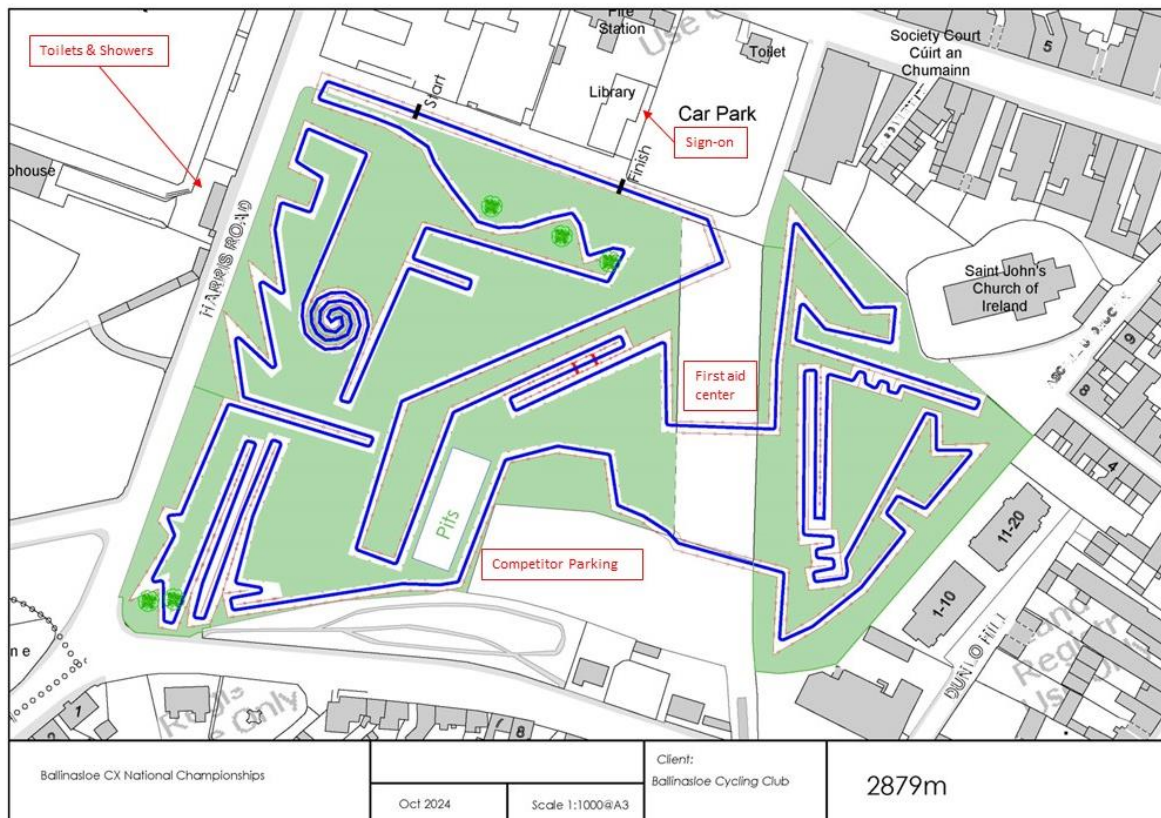 Fire
Station
Use
Toilets & Showers
Society Court
Cúirt an
Chumainn
5
Toilet
Library
Car Park
Start
Sign-on
Finish
HARRIS ROAD
Saint John's
Church of
Ireland
9
8
First aid
center
4
Pits
11-20
Competitor Parking
1-10
DUNLO HILL
1
8
Ballinasloe CX National Championships
Oct 2024
Scale 1:1000@A3
Client:
Ballinasloe Cycling Club
2879m